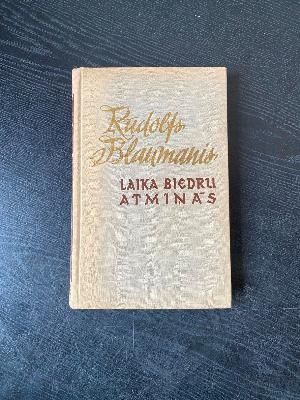 Rudolfs
Blaumanis
LAIKA BIEDRU
ATMIŅĀS